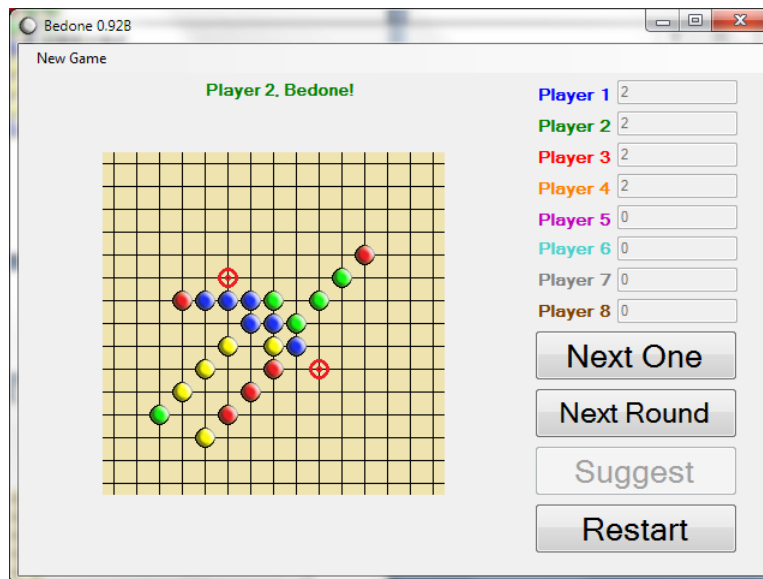 Bedone 0.92B
New Game
Player 2, Bedone!
Player 1 2
Player 2 2
Player 3 2
Player 4 2
Player 5 0
Player 6 0
Player 7 0
Player 8 0
Next One
Next Round
Suggest
Restart